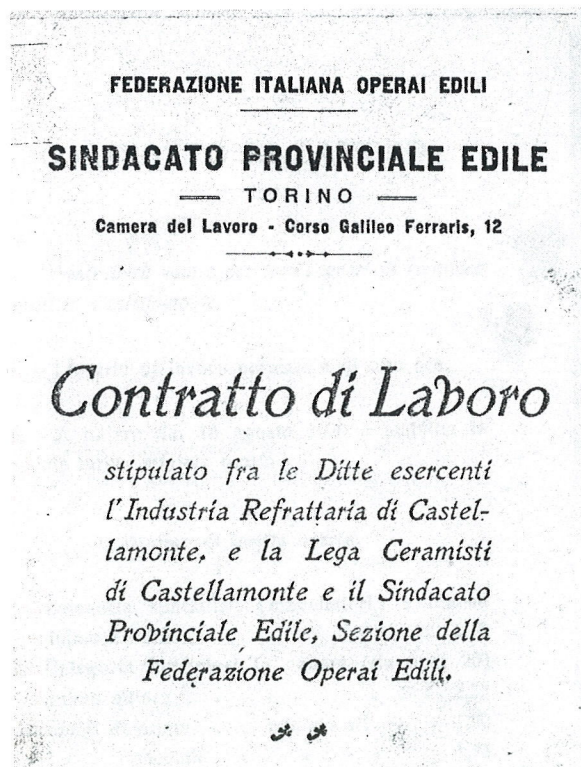 FEDERAZIONE ITALIANA OPERAI EDILI
SINDACATO PROVINCIALE EDILE
TORINO
Camera del Lavoro - Corso Galileo Ferraris, 12
Contratto di Lavoro
stipulato fra le Ditte esercenti
l'Industria Refrattaria di Castel-
lamonte, e la Lega Ceramisti
di Castellamonte e il Sindacato
Provinciale Edile, Sezione della
Federazione Operai Edili.